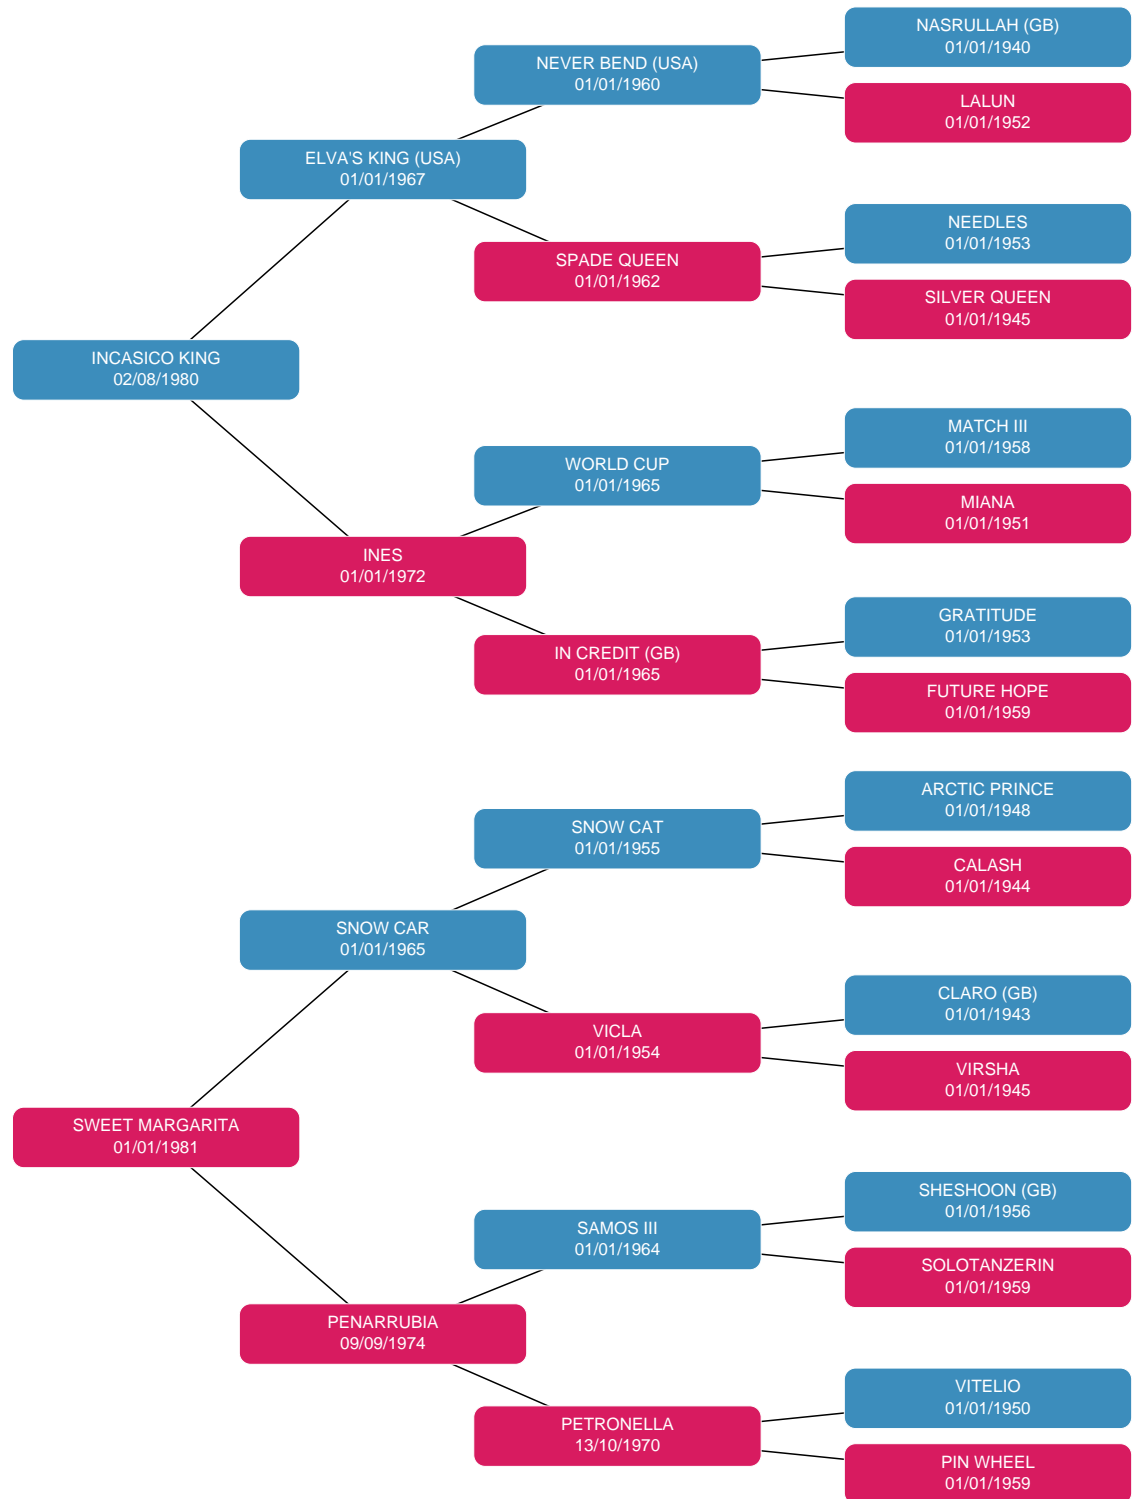 NASRULLAH (GB)
01/01/1940
NEVER BEND (USA)
01/01/1960
LALUN
01/01/1952
ELVA'S KING (USA)
01/01/1967
NEEDLES
01/01/1953
SPADE QUEEN
01/01/1962
SILVER QUEEN
01/01/1945
INCASICO KING
02/08/1980
MATCH III
01/01/1958
WORLD CUP
01/01/1965
MIANA
01/01/1951
INES
01/01/1972
GRATITUDE
01/01/1953
IN CREDIT (GB)
01/01/1965
FUTURE HOPE
01/01/1959
ARCTIC PRINCE
01/01/1948
SNOW CAT
01/01/1955
CALASH
01/01/1944
SNOW CAR
01/01/1965
CLARO (GB)
01/01/1943
VICLA
01/01/1954
VIRSHA
01/01/1945
SWEET MARGARITA
01/01/1981
SHESHOON (GB)
01/01/1956
SAMOS III
01/01/1964
SOLOTANZERIN
01/01/1959
PENARRUBIA
09/09/1974
VITELIO
01/01/1950
PETRONELLA
13/10/1970
PIN WHEEL
01/01/1959